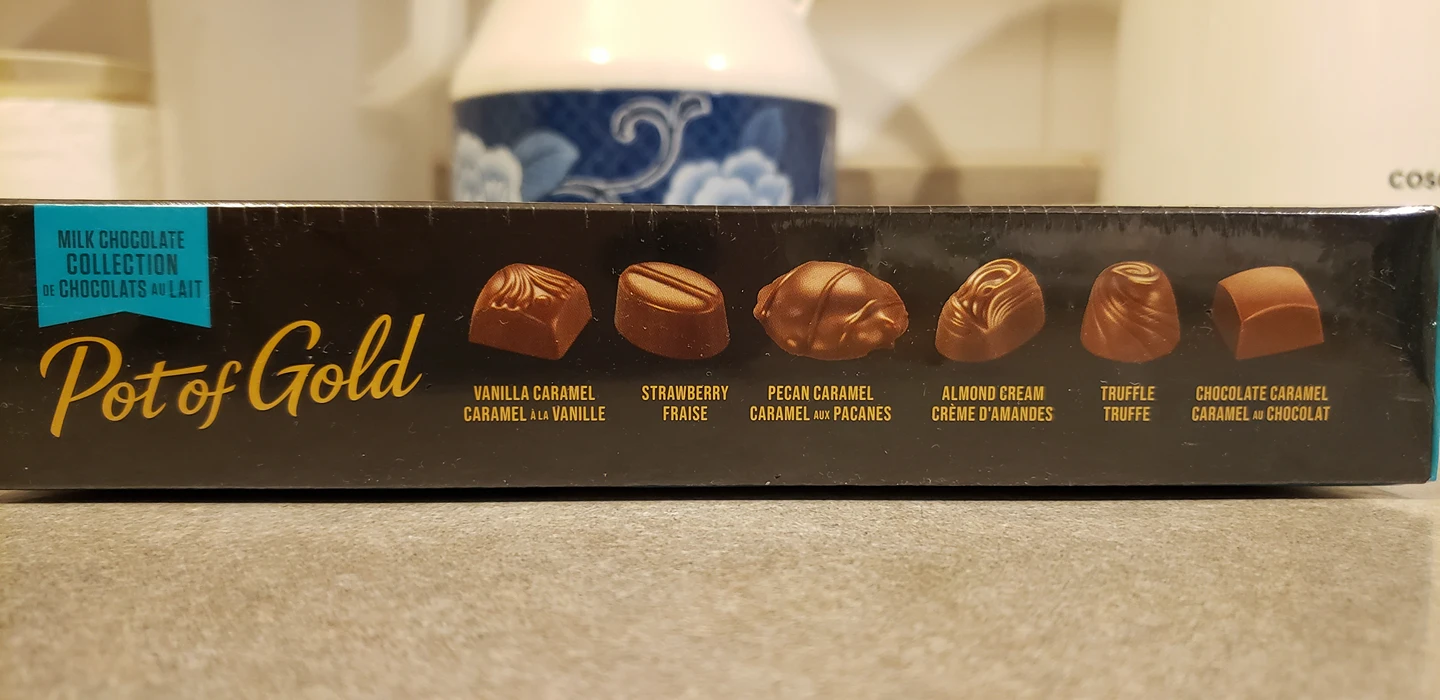 MILK CHOCOLATE
COLLECTION
DE CHOCOLATS AU LAIT
Pot of Gold
VANILLA CARAMEL
CARAMEL À LA VANILLE
STRAWBERRY
FRAISE
PECAN CARAMEL
CARAMEL AUX PACANES
ALMOND CREAM
CRÈME D'AMANDES
TRUFFLE
TRUFFE
CHOCOLATE CARAMEL
CARAMEL AU CHOCOLAT